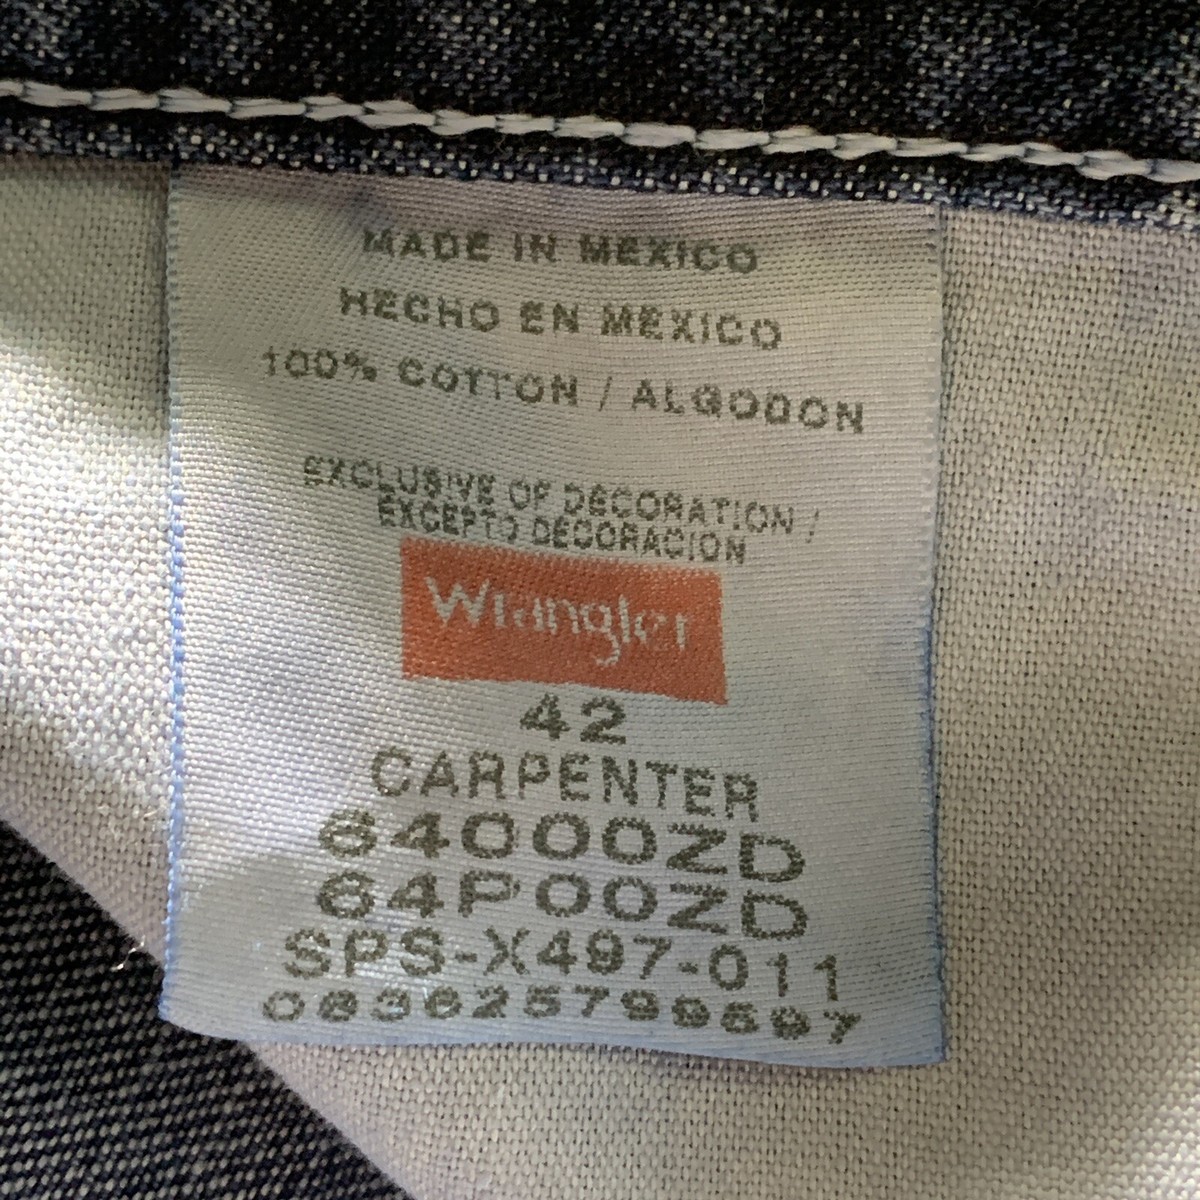 MADE IN MEXICO
HECHO EN MEXICO
100% COTTON / ALGODON
EXCLUSIVE OF DECORATION /
EXCEPTO DECORACION
Wrangler
42
CARPENTER
64000ZD
64P00ZD
SPS-X497-011